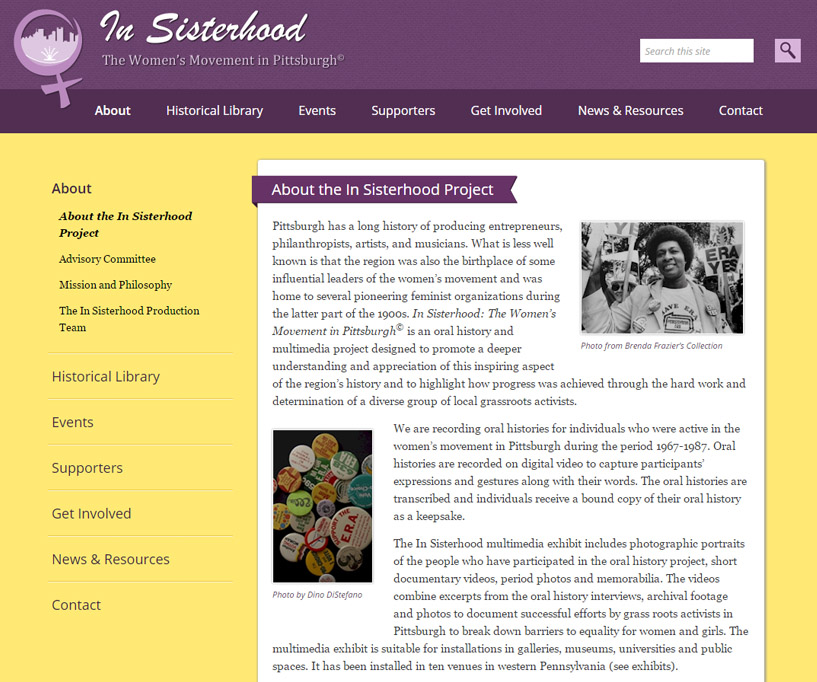 In Sisterhood
The Women's Movement in Pittsburgh©
Search this site
About
Historical Library
Events
Supporters
Get Involved
News & Resources
Contact
About
About the In Sisterhood
Project
Advisory Committee
Mission and Philosophy
The In Sisterhood Production
Team
Historical Library
Events
Supporters
Get Involved
News & Resources
Contact
About the In Sisterhood Project
Pittsburgh has a long history of producing entrepreneurs,
philanthropists, artists, and musicians. What is less well
known is that the region was also the birthplace of some
influential leaders of the women's movement and was
home to several pioneering feminist organizations during
the latter part of the 1900s. In Sisterhood: The Women's
Movement in Pittsburgh© is an oral history and
multimedia project designed to promote a deeper
understanding and appreciation of this inspiring aspect
of the region's history and to highlight how progress was achieved through the hard work and
determination of a diverse group of local grassroots activists.
ERA
YES
Photo from Brenda Frazier's Collection
We are recording oral histories for individuals who were active in the
women's movement in Pittsburgh during the period 1967-1987. Oral
histories are recorded on digital video to capture participants'
expressions and gestures along with their words. The oral histories are
transcribed and individuals receive a bound copy of their oral history
as a keepsake.
E.R.A.
Photo by Dino DiStefano
The In Sisterhood multimedia exhibit includes photographic portraits
of the people who have participated in the oral history project, short
documentary videos, period photos and memorabilia. The videos
combine excerpts from the oral history interviews, archival footage
and photos to document successful efforts by grass roots activists in
Pittsburgh to break down barriers to equality for women and girls. The
multimedia exhibit is suitable for installations in galleries, museums, universities and public
spaces. It has been installed in ten venues in western Pennsylvania (see exhibits).